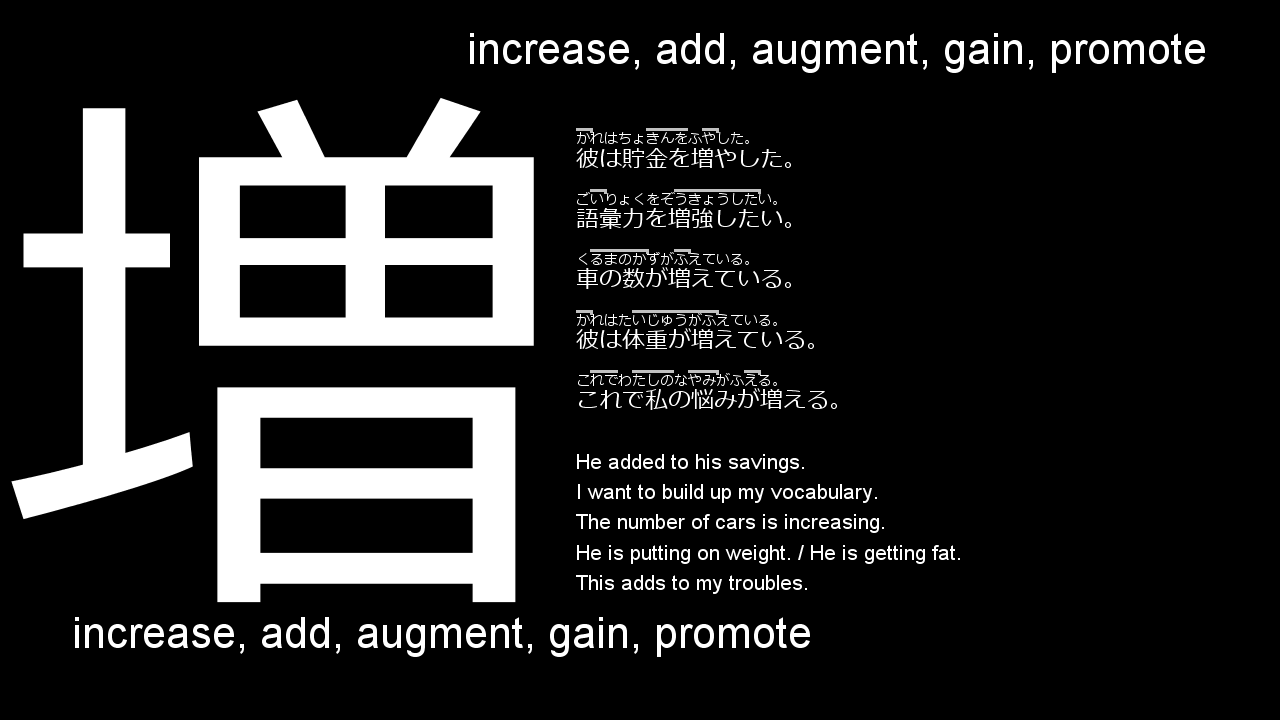 increase, add, augment, gain, promote
増
かれはちょきんをふやした。
彼は貯金を増やした。
ごいりょくをぞうきょうしたい。
語彙力を増強したい。
くるまのかずがふえている。
車の数が増えている。
かれはたいじゅうがふえている。
彼は体重が増えている。
これでわたしのなやみがふえる。
これで私の悩みが増える。
He added to his savings.
I want to build up my vocabulary.
The number of cars is increasing.
He is putting on weight. / He is getting fat.
This adds to my troubles.
increase, add, augment, gain, promote